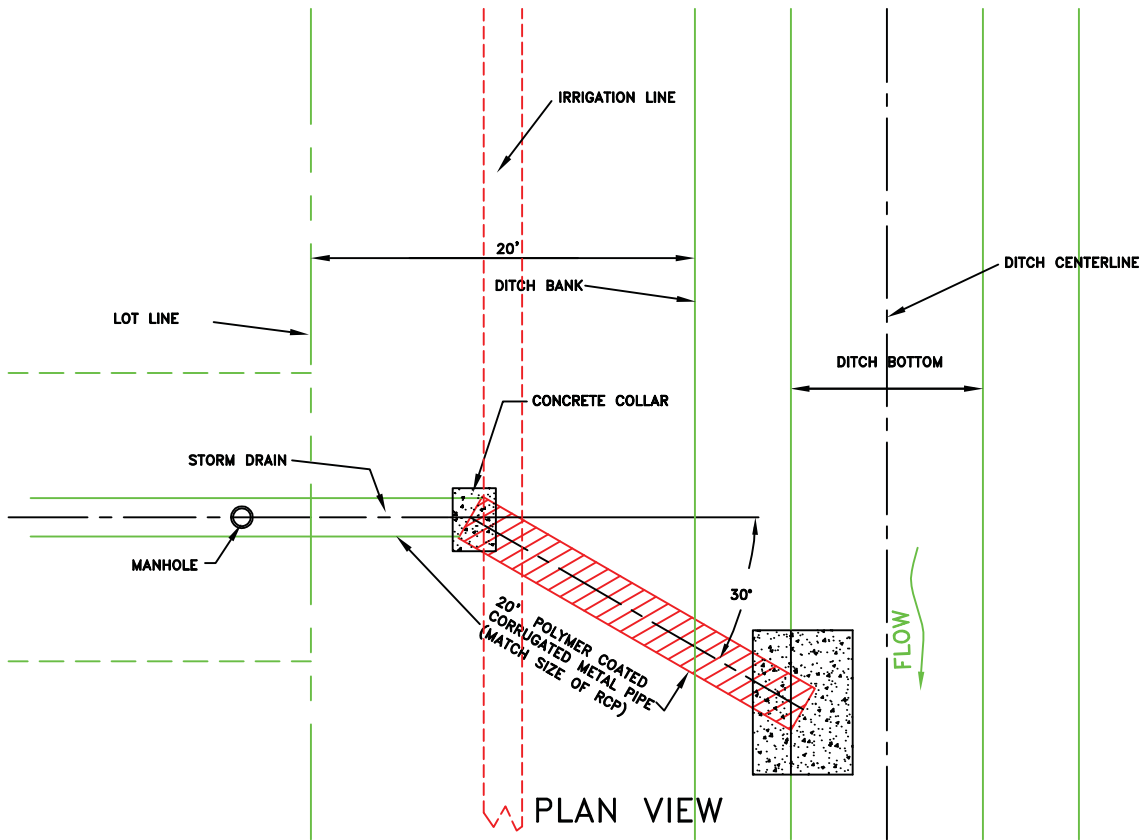 IRRIGATION LINE
20'
DITCH CENTERLINE
DITCH BANK
LOT LINE
DITCH BOTTOM
CONCRETE COLLAR
STORM DRAIN
MANHOLE
30°
20' POLYMER COATED
CORRUGATED METAL PIPE
(MATCH SIZE OF RCP)
FLOW
PLAN VIEW